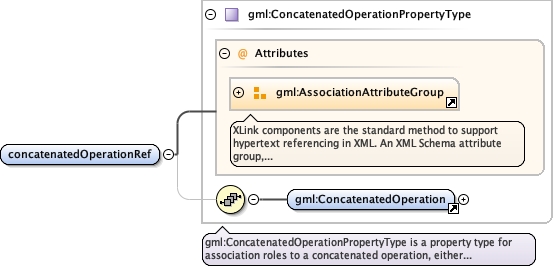 gml:ConcatenatedOperationPropertyType
@ Attributes
gml:AssociationAttributeGroup
XLink components are the standard method to support
hypertext referencing in XML. An XML Schema attribute
group,...
concatenatedOperationRef
gml:ConcatenatedOperation
gml:ConcatenatedOperationPropertyType is a property type for
association roles to a concatenated operation, either...